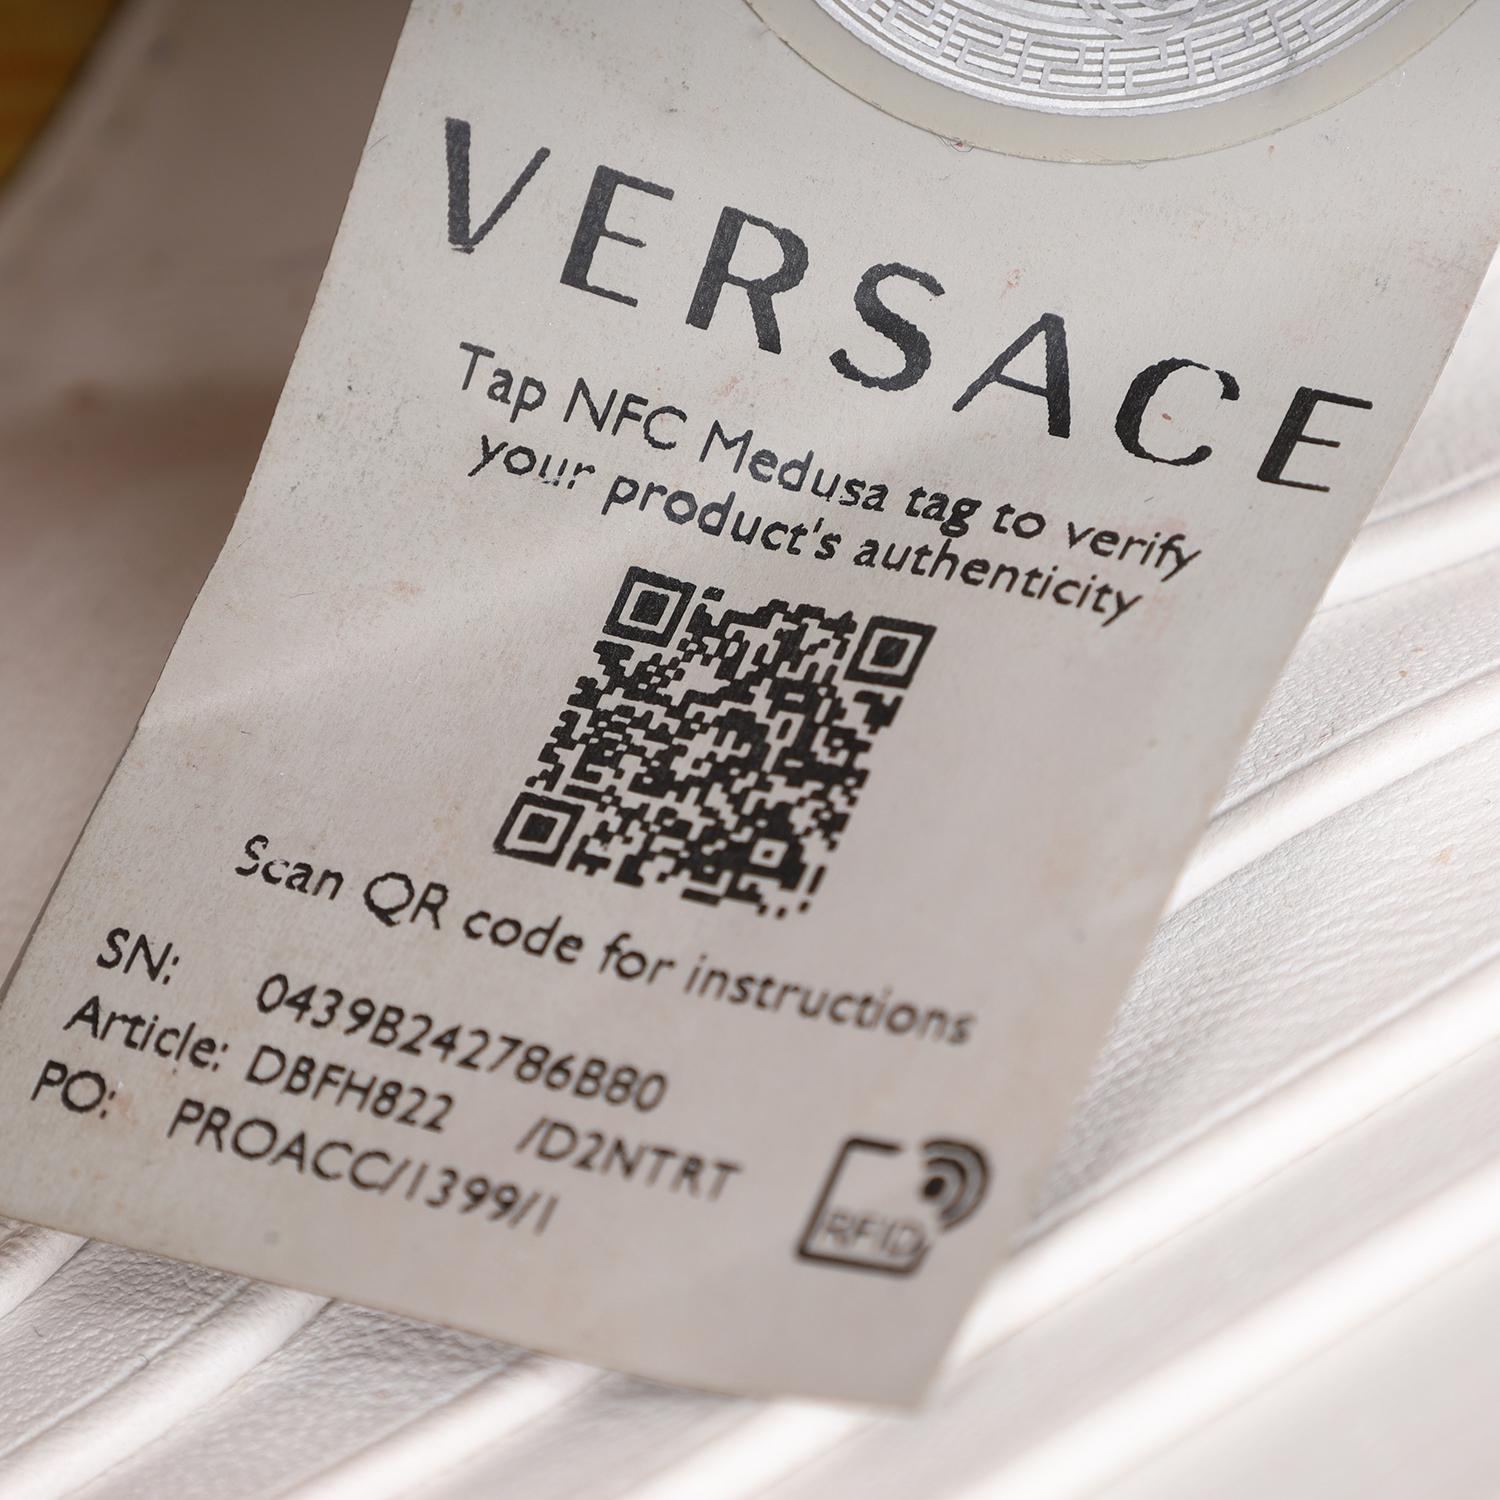 VERSACE
Tap NFC Medusa tag to verify
your product's authenticity
Scan QR code for instructions
SN: 0439B242786B80
Article: DBFH822 /D2NTRT
PO: PROACC/1399/1
RFID